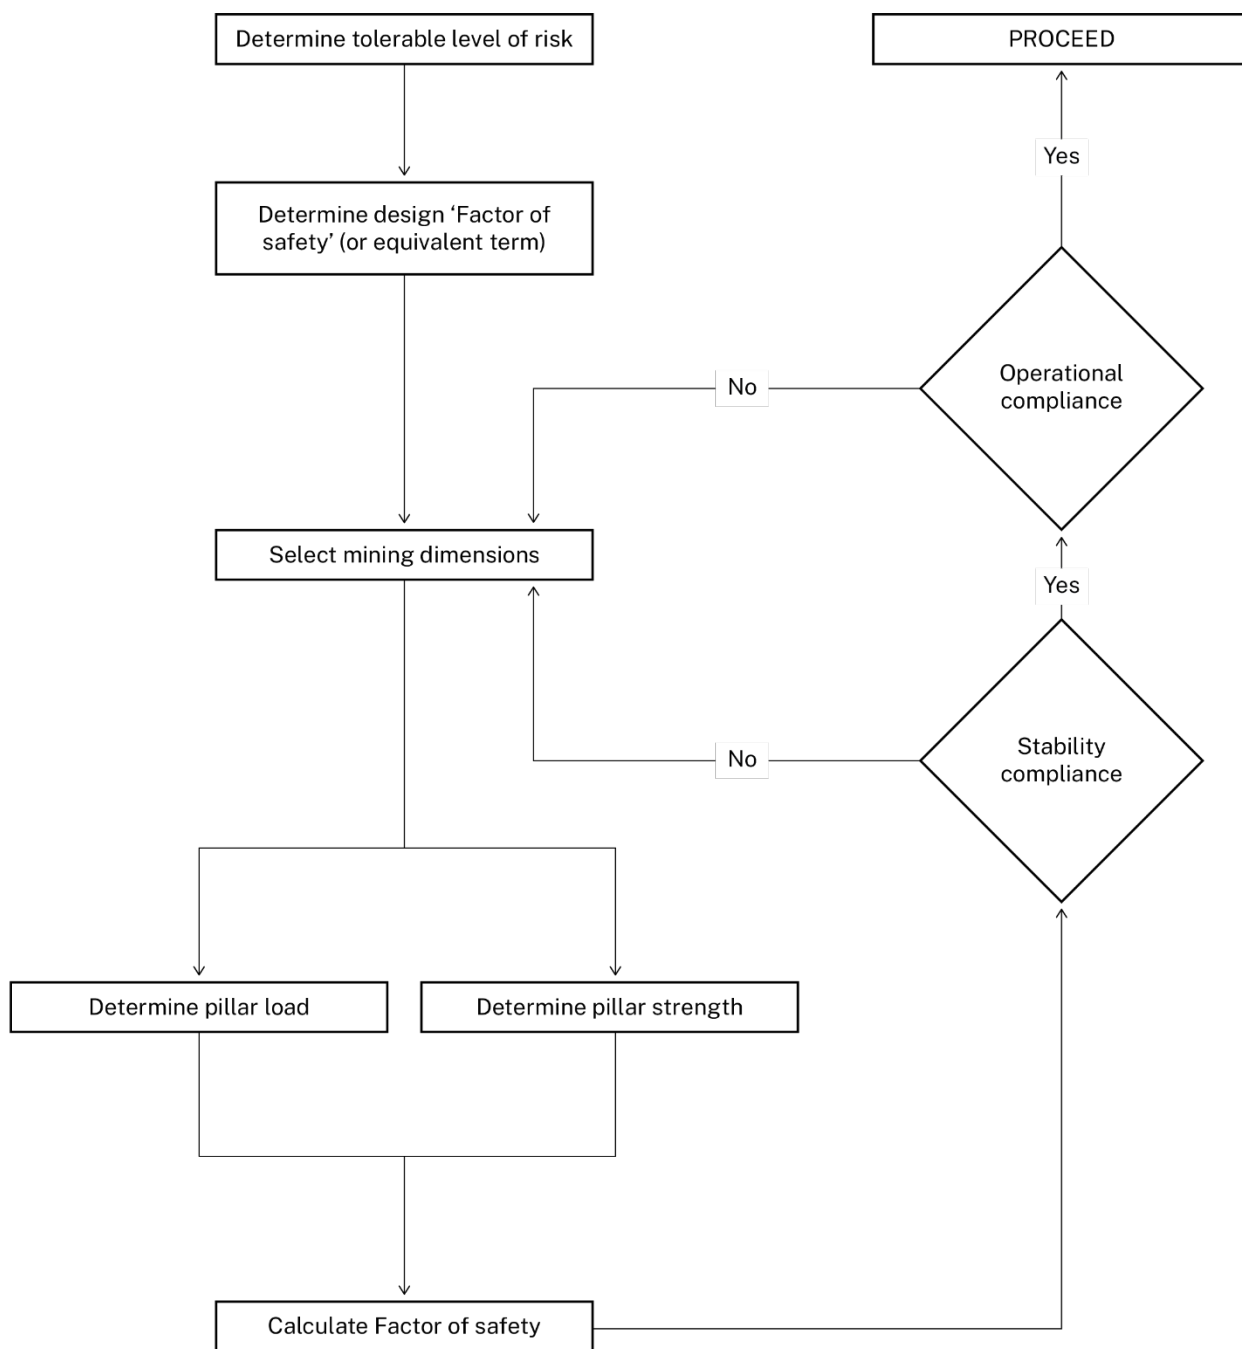 Determine tolerable level of risk
PROCEED
Yes
Determine design ‘Factor of
safety’ (or equivalent term)
Operational
compliance
No
Select mining dimensions
Yes
Stability
compliance
No
Determine pillar load
Determine pillar strength
Calculate Factor of safety